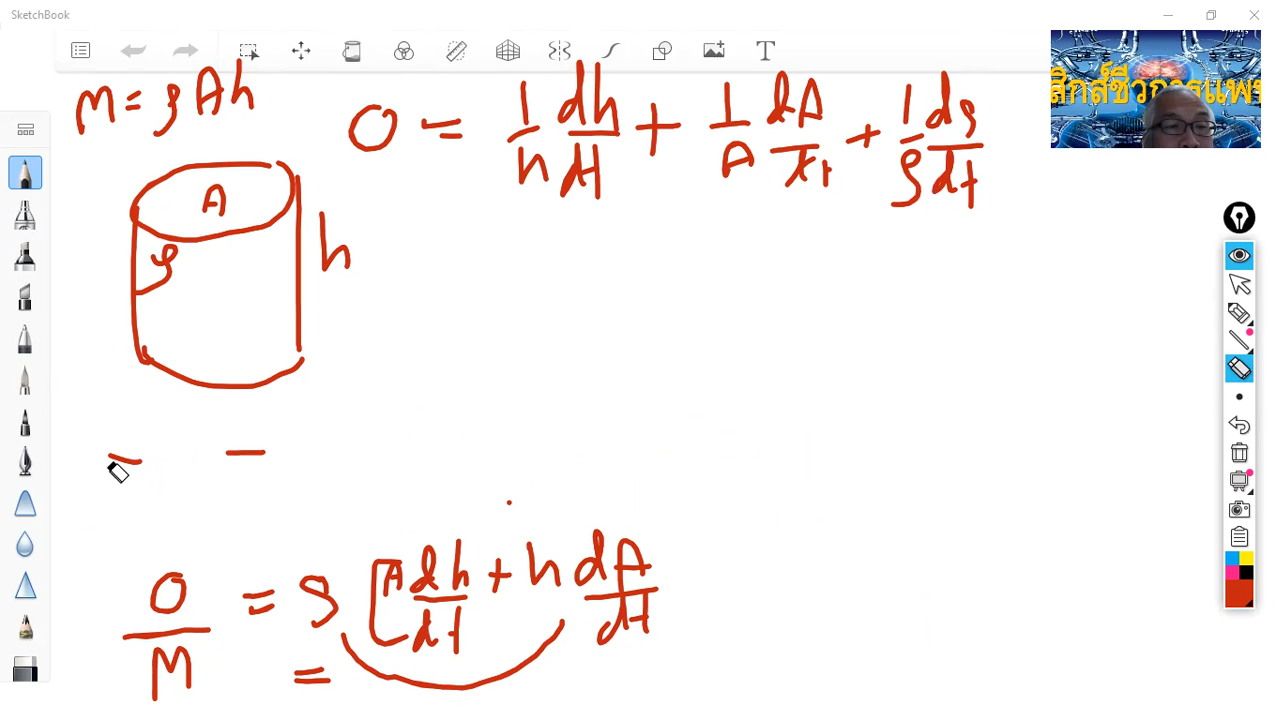 SketchBook
M = ρAh
0 = 1/h dh/dt + 1/A dA/dt + 1/ρ dρ/dt
A
ρ
h
0/M = ρ [A dh/dt + h dA/dt
=
T